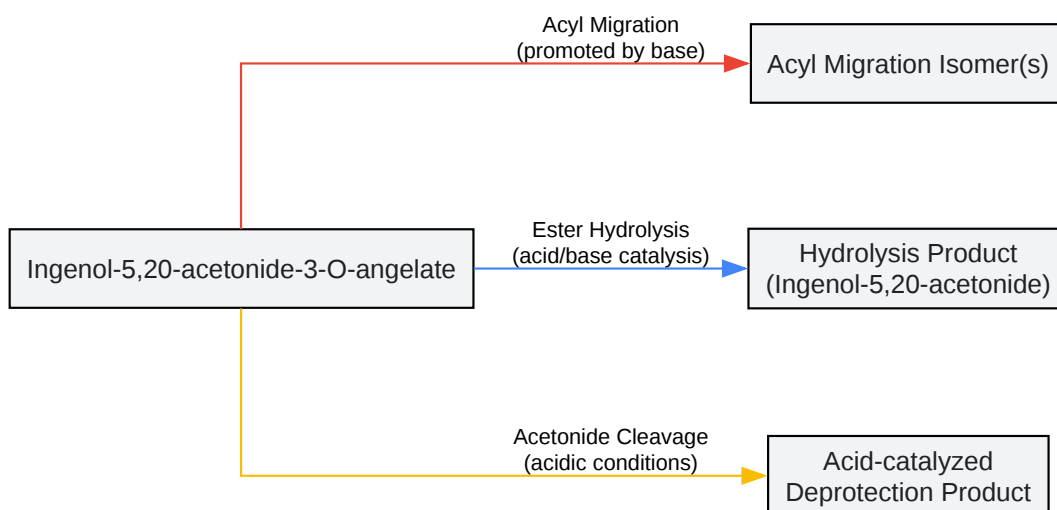 Acyl Migration
(promoted by base)
Acyl Migration Isomer(s)
Ingenol-5,20-acetonide-3-O-angelate
Ester Hydrolysis
(acid/base catalysis)
Hydrolysis Product
(Ingenol-5,20-acetonide)
Acetonide Cleavage
(acidic conditions)
Acid-catalyzed
Deprotection Product